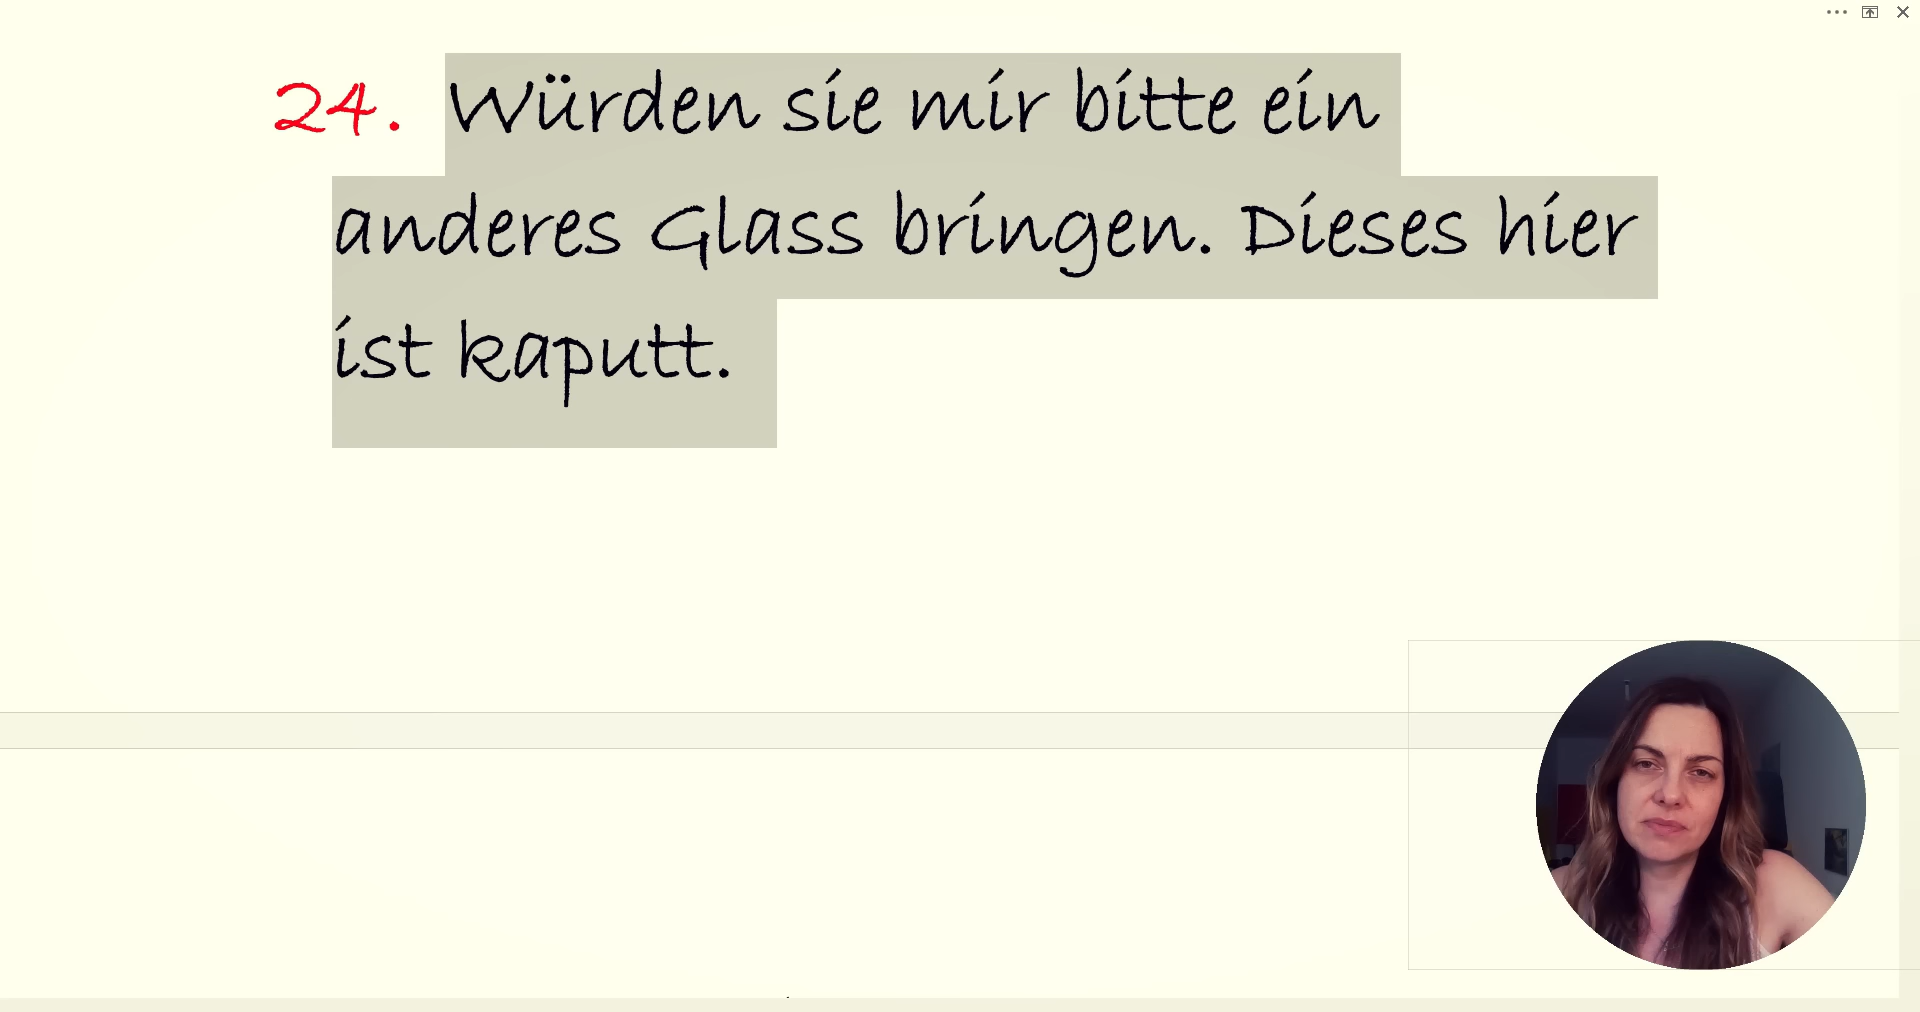 24. Würden sie mir bitte ein
anderes Glass bringen. Dieses hier
ist kaputt.